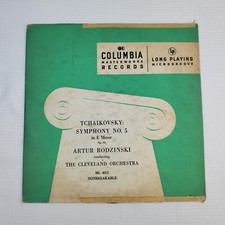 COLUMBIA
MASTERWORKS
RECORDS
LONG PLAYING
MICROGROOVE
TCHAIKOVSKY:
SYMPHONY NO. 5
in E Minor
ARTUR RODZINSKI
conducting
THE CLEVELAND ORCHESTRA
NONBREAKABLE